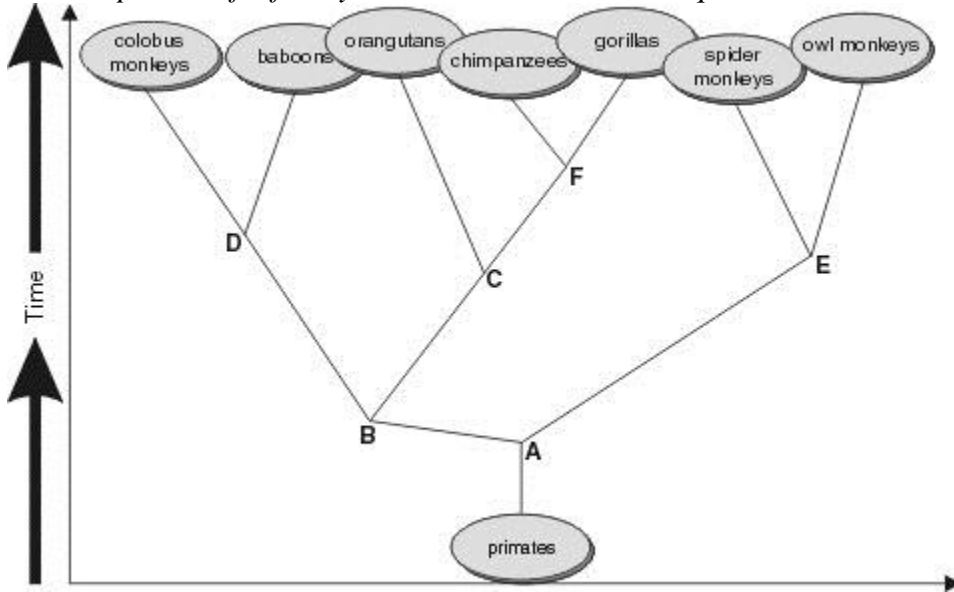 colobus
monkeys
baboons
orangutans
chimpanzees
gorillas
spider
monkeys
owl monkeys
F
D
C
E
Time
B
A
primates